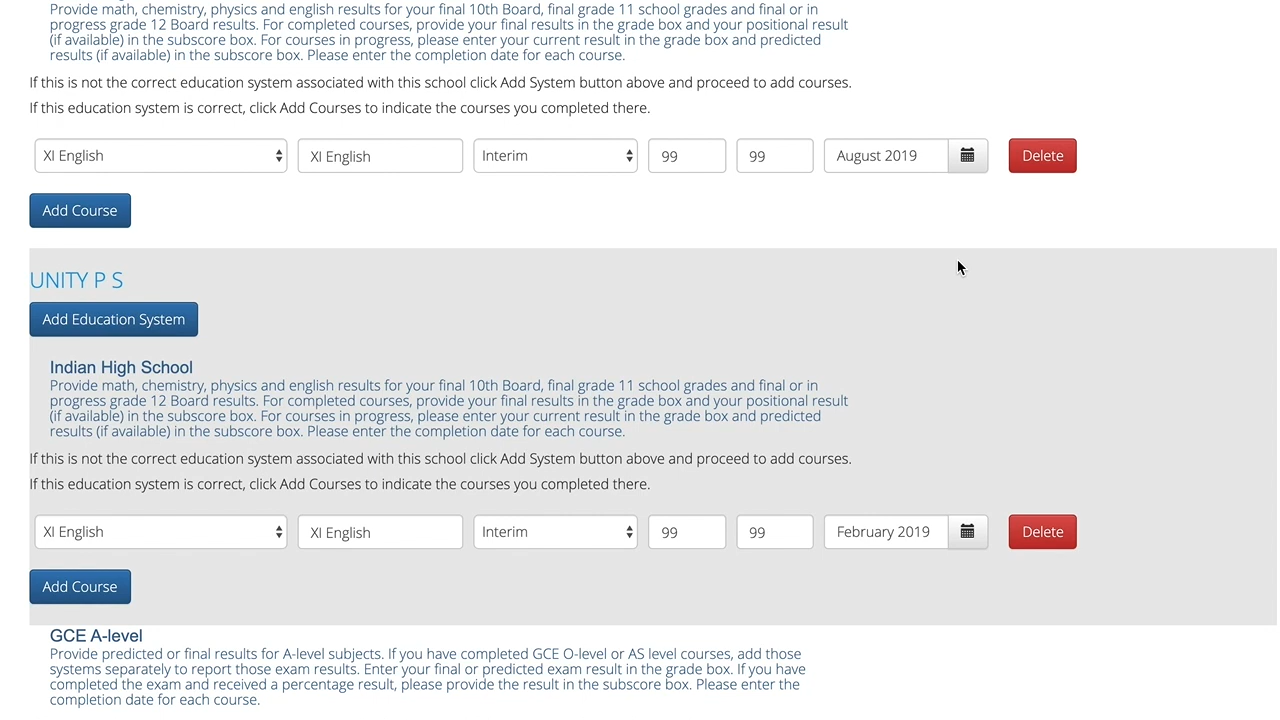 Provide math, chemistry, physics and english results for your final 10th Board, final grade 11 school grades and final or in
progress grade 12 Board results. For completed courses, provide your final results in the grade box and your positional result
(if available) in the subscore box. For courses in progress, please enter your current result in the grade box and predicted
results (if available) in the subscore box. Please enter the completion date for each course.
If this is not the correct education system associated with this school click Add System button above and proceed to add courses.
If this education system is correct, click Add Courses to indicate the courses you completed there.
XI English XI English Interim 99 99 August 2019 Delete
Add Course
UNITY P S
Add Education System
Indian High School
Provide math, chemistry, physics and english results for your final 10th Board, final grade 11 school grades and final or in
progress grade 12 Board results. For completed courses, provide your final results in the grade box and your positional result
(if available) in the subscore box. For courses in progress, please enter your current result in the grade box and predicted
results (if available) in the subscore box. Please enter the completion date for each course.
If this is not the correct education system associated with this school click Add System button above and proceed to add courses.
If this education system is correct, click Add Courses to indicate the courses you completed there.
XI English XI English Interim 99 99 February 2019 Delete
Add Course
GCE A-level
Provide predicted or final results for A-level subjects. If you have completed GCE O-level or AS level courses, add those
systems separately to report those exam results. Enter your final or predicted exam result in the grade box. If you have
completed the exam and received a percentage result, please provide the result in the subscore box. Please enter the
completion date for each course.